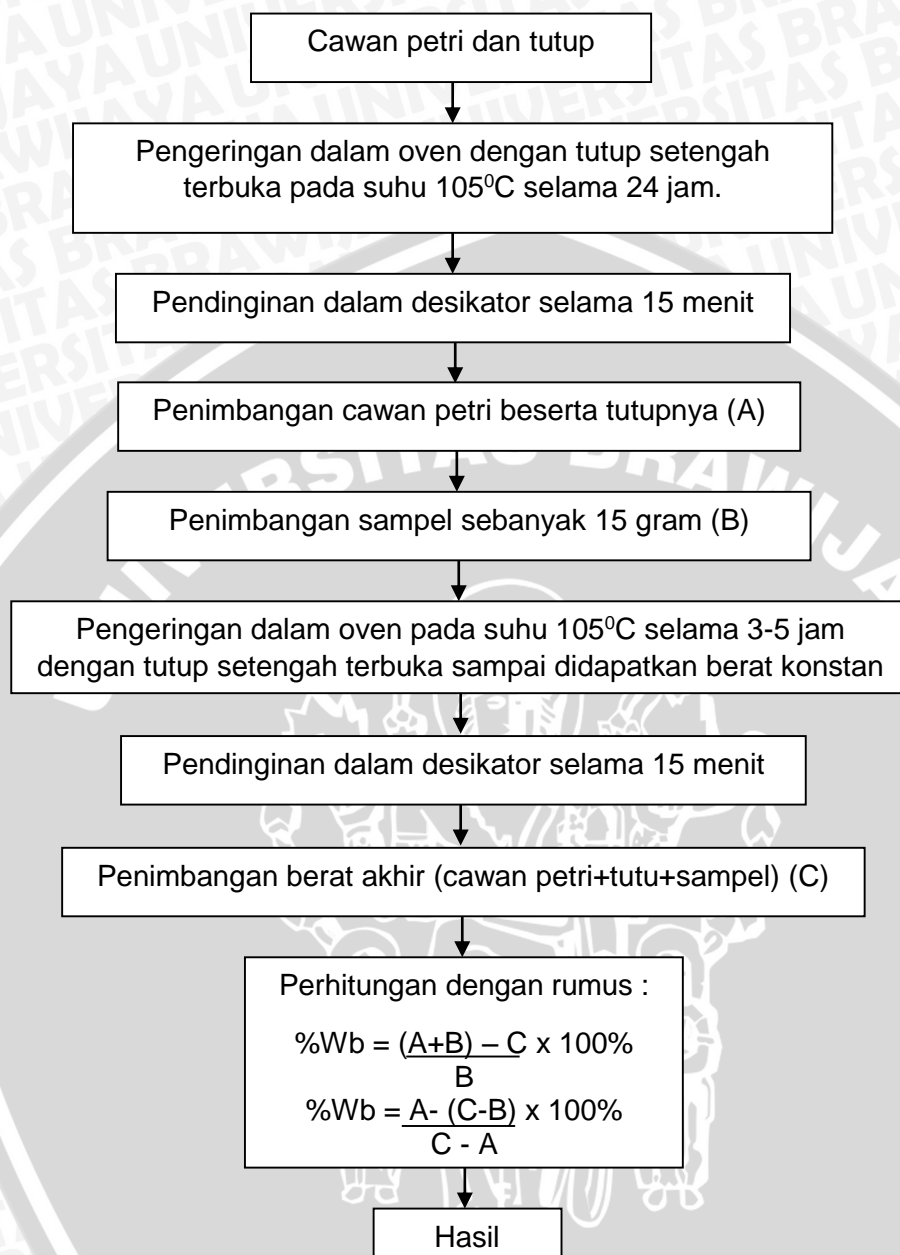 Cawan petri dan tutup
Pengeringan dalam oven dengan tutup setengah
terbuka pada suhu 105⁰C selama 24 jam.
Pendinginan dalam desikator selama 15 menit
Penimbangan cawan petri beserta tutupnya (A)
Penimbangan sampel sebanyak 15 gram (B)
Pengeringan dalam oven pada suhu 105⁰C selama 3-5 jam
dengan tutup setengah terbuka sampai didapatkan berat konstan
Pendinginan dalam desikator selama 15 menit
Penimbangan berat akhir (cawan petri+tutu+sampel) (C)
Perhitungan dengan rumus :
%Wb = (A+B) – C x 100%
B
%Wb = A- (C-B) x 100%
C - A
Hasil
UNIVERSITAS BRAWIJAYA